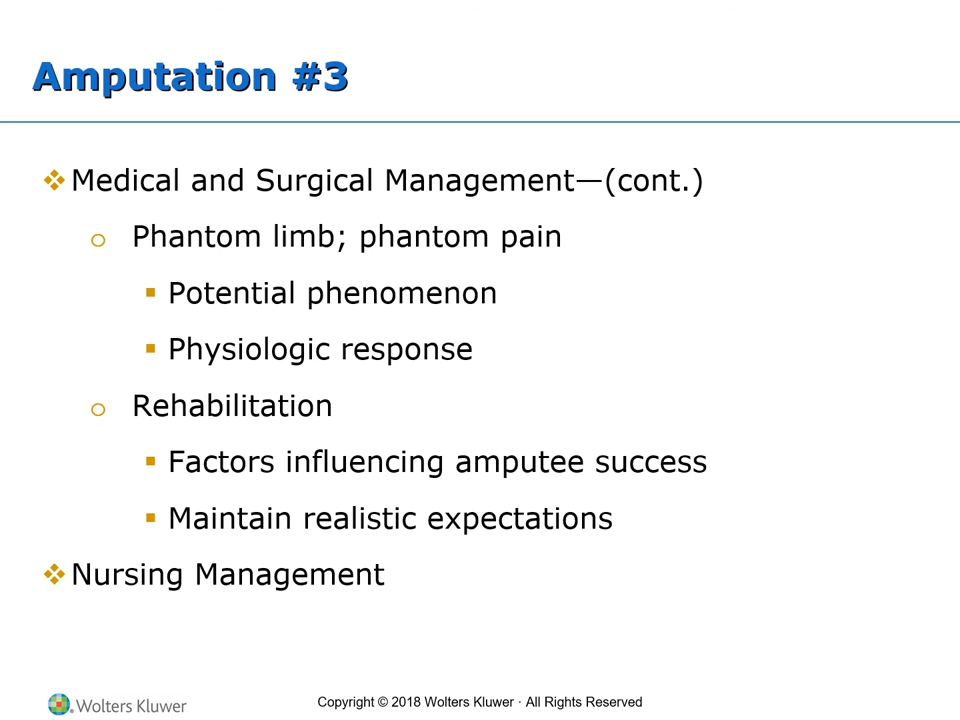 Amputation #3
❖Medical and Surgical Management—(cont.)
o Phantom limb; phantom pain
▪ Potential phenomenon
▪ Physiologic response
o Rehabilitation
▪ Factors influencing amputee success
▪ Maintain realistic expectations
❖Nursing Management
Wolters Kluwer
Copyright © 2018 Wolters Kluwer · All Rights Reserved